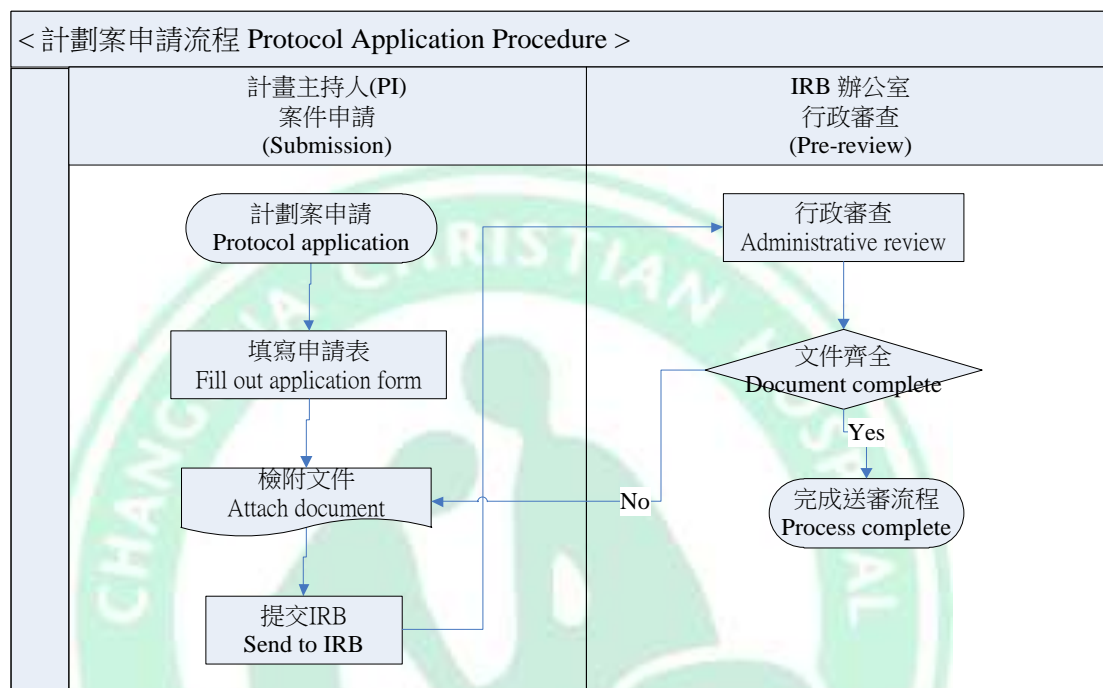 < 計劃案申請流程 Protocol Application Procedure >
計畫主持人(PI)
案件申請
(Submission)
IRB 辦公室
行政審查
(Pre-review)
計劃案申請
Protocol application
填寫申請表
Fill out application form
檢附文件
Attach document
提交IRB
Send to IRB
行政審查
Administrative review
文件齊全
Document complete
No
Yes
完成送審流程
Process complete
CHANGHUA CHRISTIAN HOSPITAL